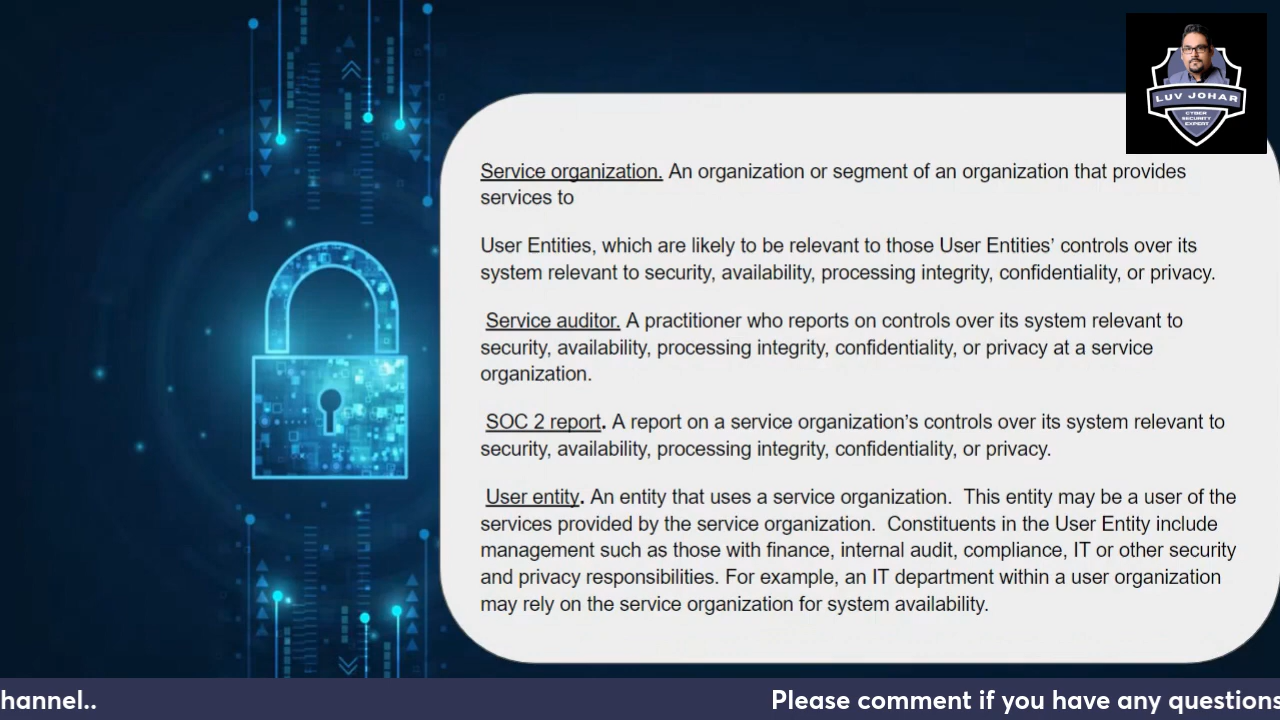 LUV JOHAR
CYBER
SECURITY
EXPERT
Service organization. An organization or segment of an organization that provides
services to
User Entities, which are likely to be relevant to those User Entities’ controls over its
system relevant to security, availability, processing integrity, confidentiality, or privacy.
Service auditor. A practitioner who reports on controls over its system relevant to
security, availability, processing integrity, confidentiality, or privacy at a service
organization.
SOC 2 report. A report on a service organization’s controls over its system relevant to
security, availability, processing integrity, confidentiality, or privacy.
User entity. An entity that uses a service organization.  This entity may be a user of the
services provided by the service organization.  Constituents in the User Entity include
management such as those with finance, internal audit, compliance, IT or other security
and privacy responsibilities. For example, an IT department within a user organization
may rely on the service organization for system availability.
hannel.. Please comment if you have any questions